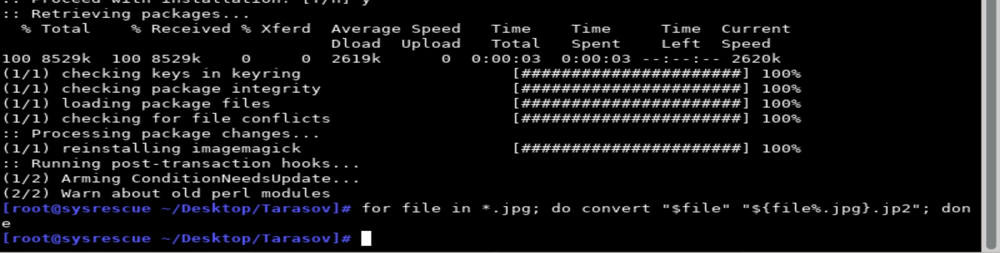 :: Proceed with installation? [Y/n] y
:: Retrieving packages...
  % Total    % Received % Xferd  Average Speed   Time    Time     Time  Current
                                 Dload  Upload   Total   Spent    Left  Speed
100 8529k  100 8529k    0     0  2619k      0  0:00:03  0:00:03 --:--:-- 2620k
(1/1) checking keys in keyring                     [######################] 100%
(1/1) checking package integrity                   [######################] 100%
(1/1) loading package files                        [######################] 100%
(1/1) checking for file conflicts                  [######################] 100%
:: Processing package changes...
(1/1) reinstalling imagemagick                     [######################] 100%
:: Running post-transaction hooks...
(1/2) Arming ConditionNeedsUpdate...
(2/2) Warn about old perl modules
[root@sysrescue ~/Desktop/Tarasov]# for file in *.jpg; do convert "$file" "${file%.jpg}.jp2"; don
e
[root@sysrescue ~/Desktop/Tarasov]#